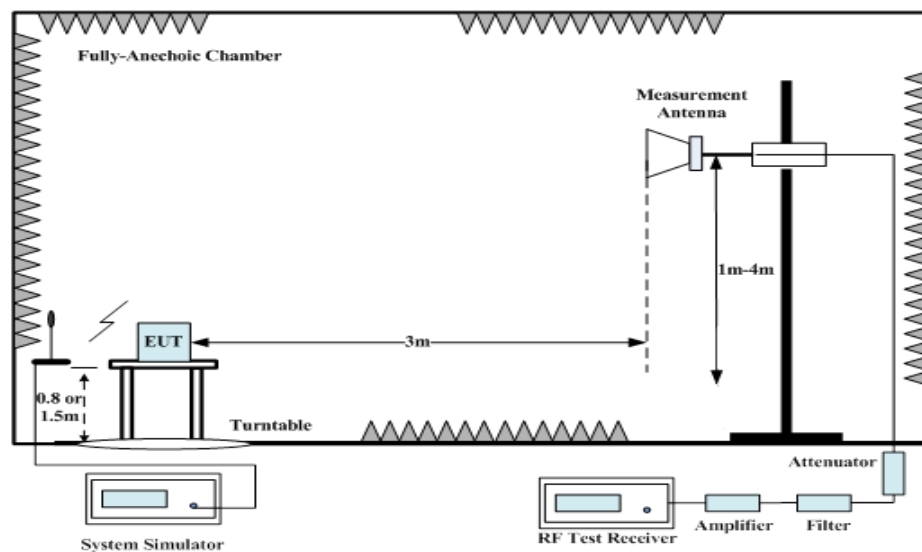 Fully-Anechoic Chamber
Measurement
Antenna
1m-4m
EUT
3m
0.8 or
1.5m
Turntable
Attenuator
System Simulator
RF Test Receiver
Amplifier
Filter